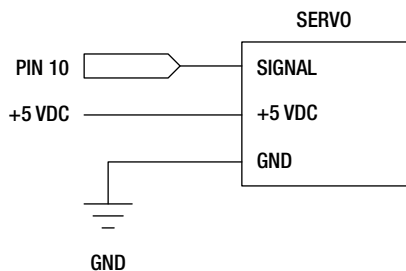 SERVO
PIN 10
SIGNAL
+5 VDC
+5 VDC
GND
GND